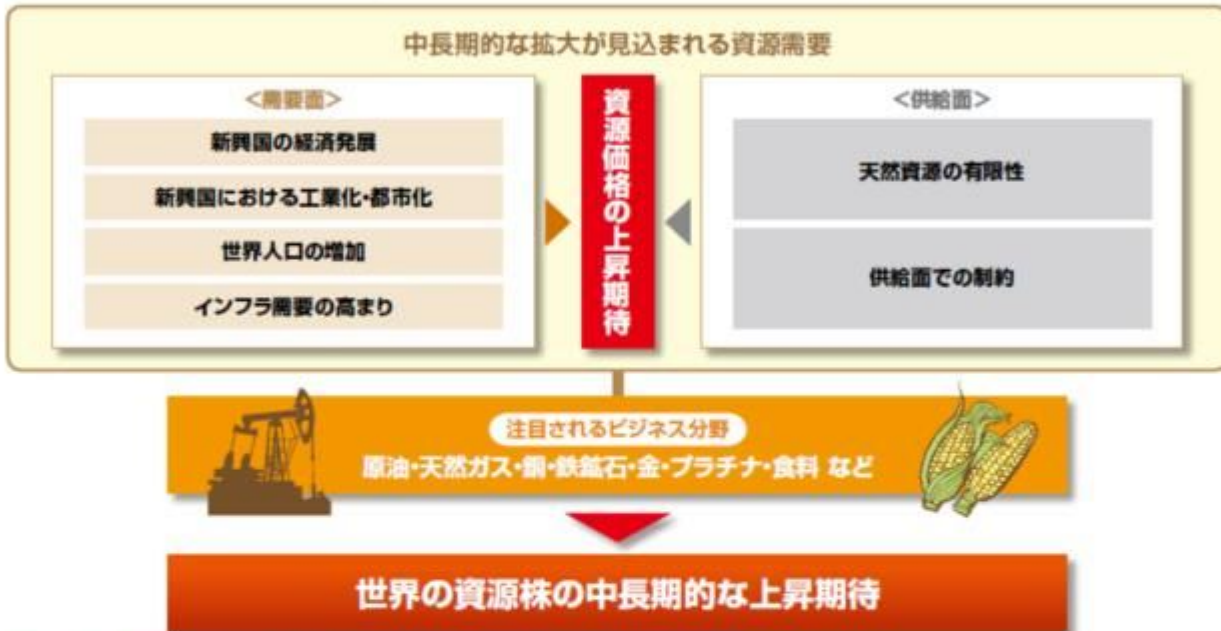 中長期的な拡大が見込まれる資源需要
<需要面>
新興国の経済発展
新興国における工業化・都市化
世界人口の増加
インフラ需要の高まり
資源価格の上昇期待
<供給面>
天然資源の有限性
供給面での制約
注目されるビジネス分野
原油・天然ガス・銅・鉄鉱石・金・プラチナ・食料 など
世界の資源株の中長期的な上昇期待